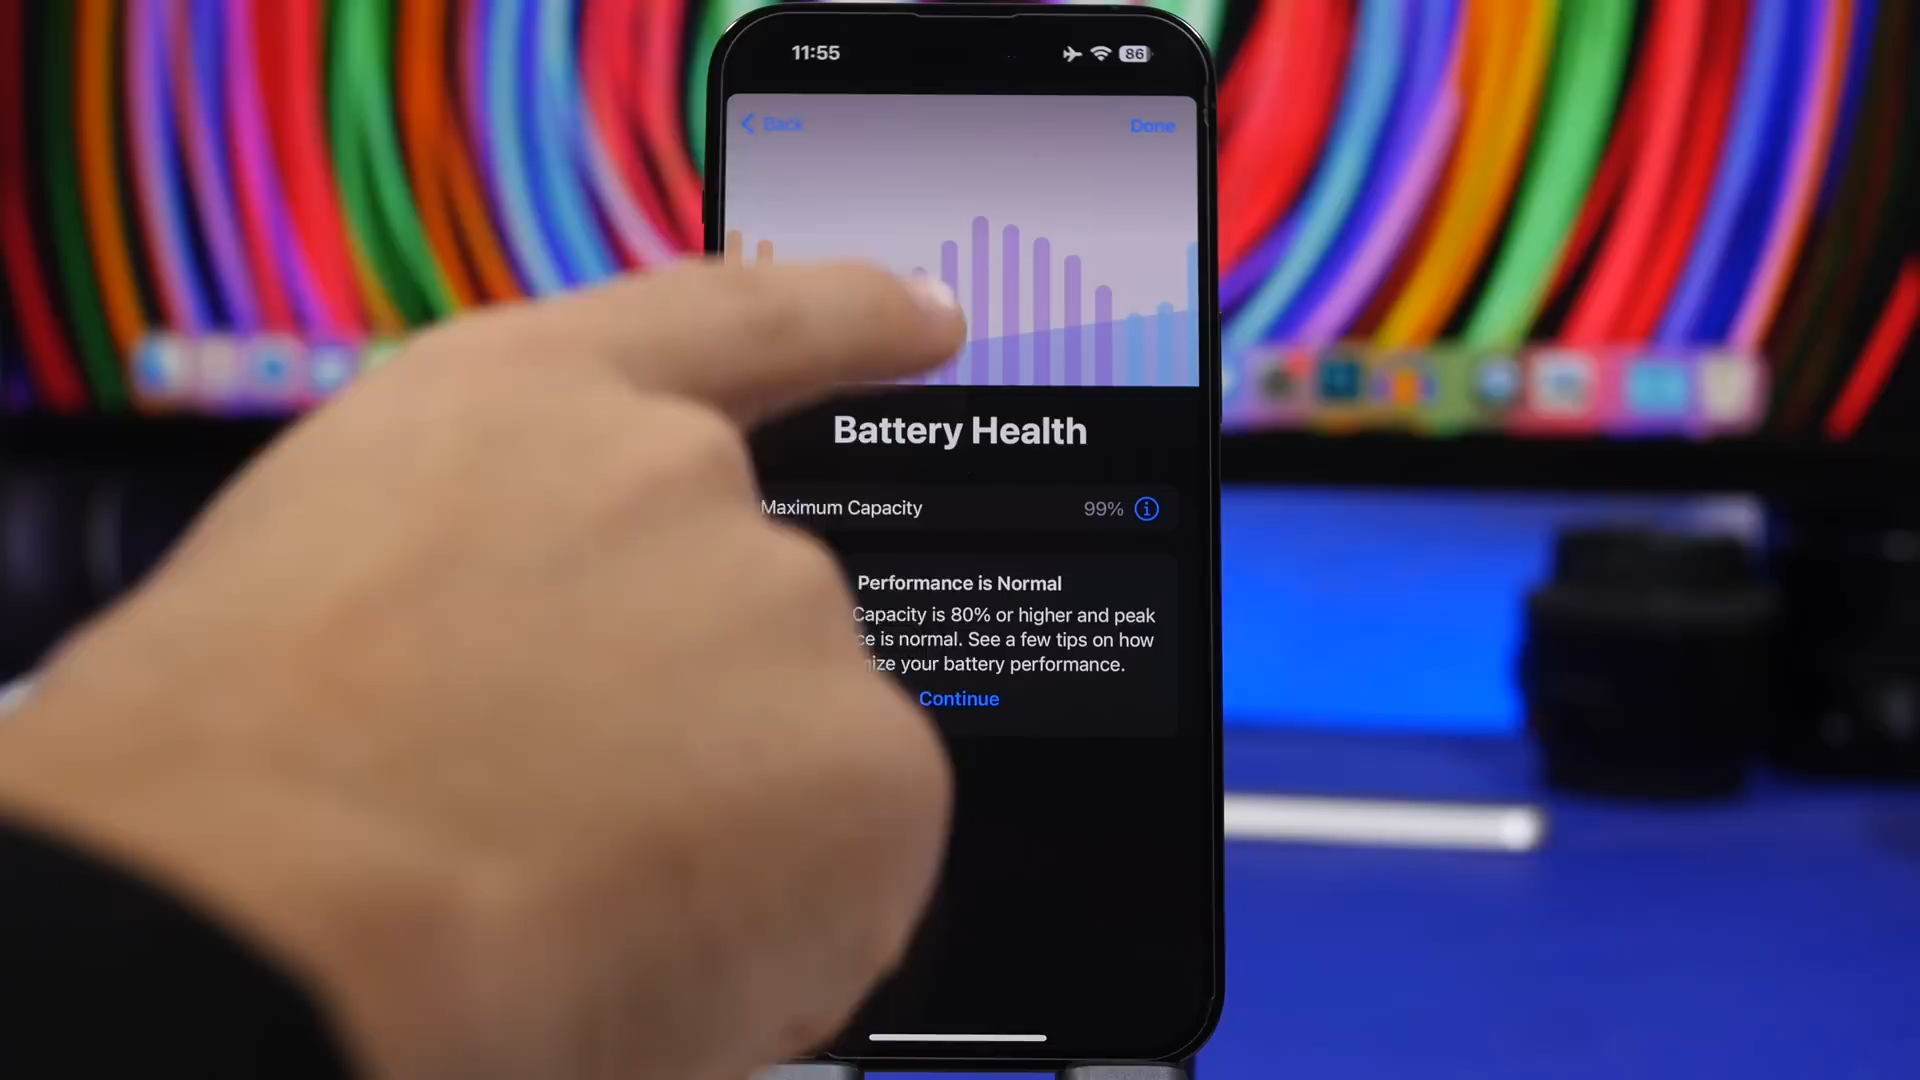 11:55
86
Back
Done
Battery Health
Maximum Capacity
99%
Performance is Normal
Capacity is 80% or higher and peak
ce is normal. See a few tips on how
ize your battery performance.
Continue